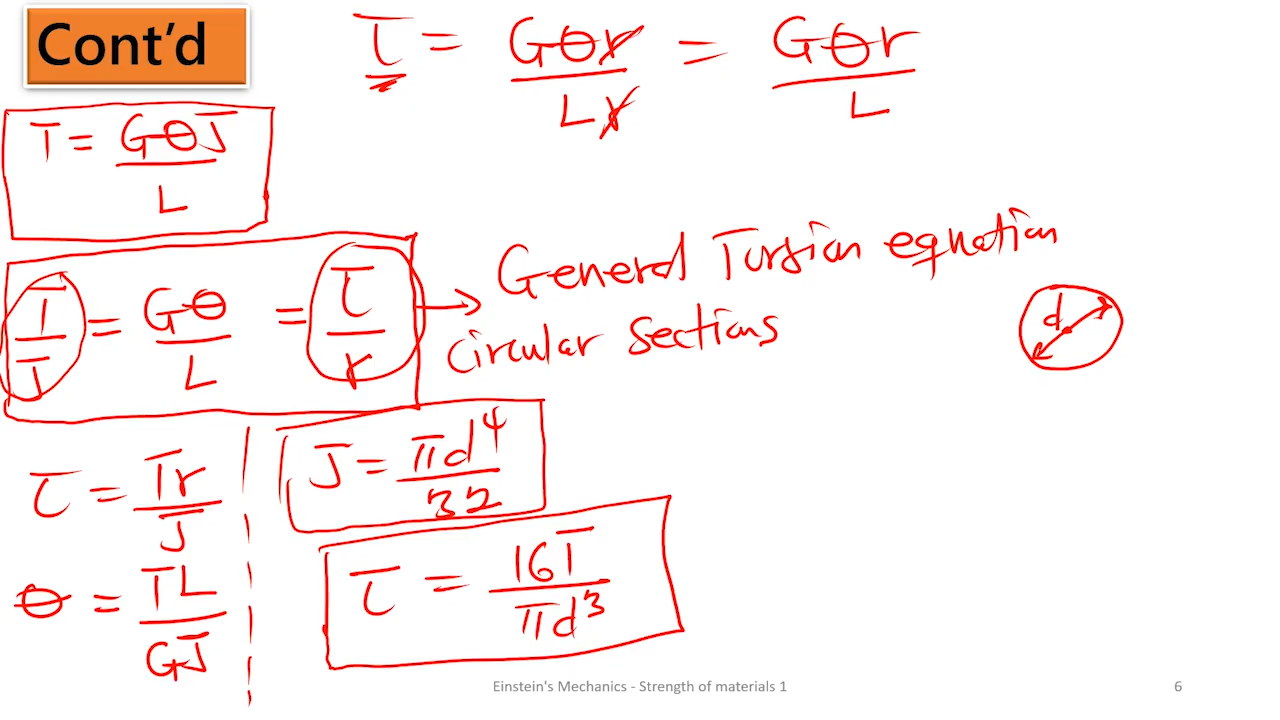 Cont'd
τ = Gθr/Lr = Gθr/L
T = GθJ/L
T/J = Gθ/L = τ/r → General Torsion equation
circular sections
d
τ = Tr/J
J = πd⁴/32
θ = TL/GJ
τ = 16T/πd³
Einstein's Mechanics - Strength of materials 1
6